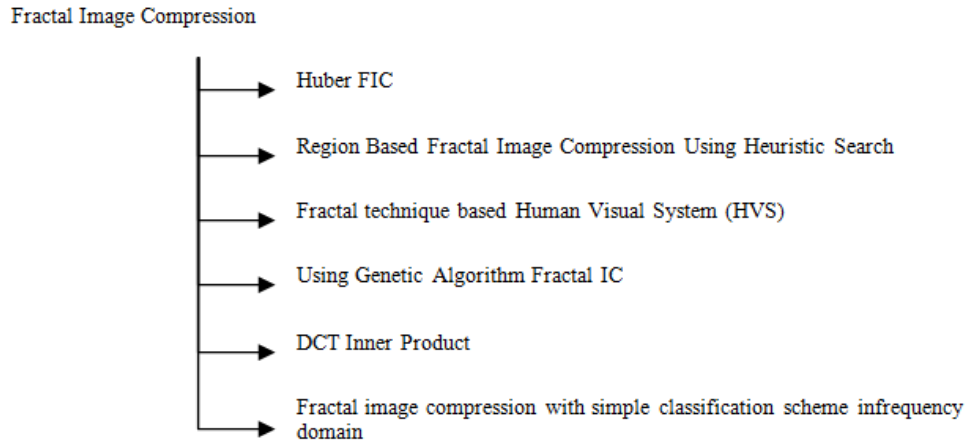 Fractal Image Compression
Huber FIC
Region Based Fractal Image Compression Using Heuristic Search
Fractal technique based Human Visual System (HVS)
Using Genetic Algorithm Fractal IC
DCT Inner Product
Fractal image compression with simple classification scheme infrequency
domain